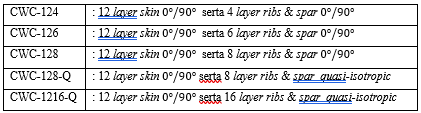 CWC-124 : 12 layer skin 0°/90° serta 4 layer ribs & spar 0°/90°
CWC-126 : 12 layer skin 0°/90° serta 6 layer ribs & spar 0°/90°
CWC-128 : 12 layer skin 0°/90° serta 8 layer ribs & spar 0°/90°
CWC-128-Q : 12 layer skin 0°/90° serta 8 layer ribs & spar quasi-isotropic
CWC-1216-Q : 12 layer skin 0°/90° serta 16 layer ribs & spar quasi-isotropic